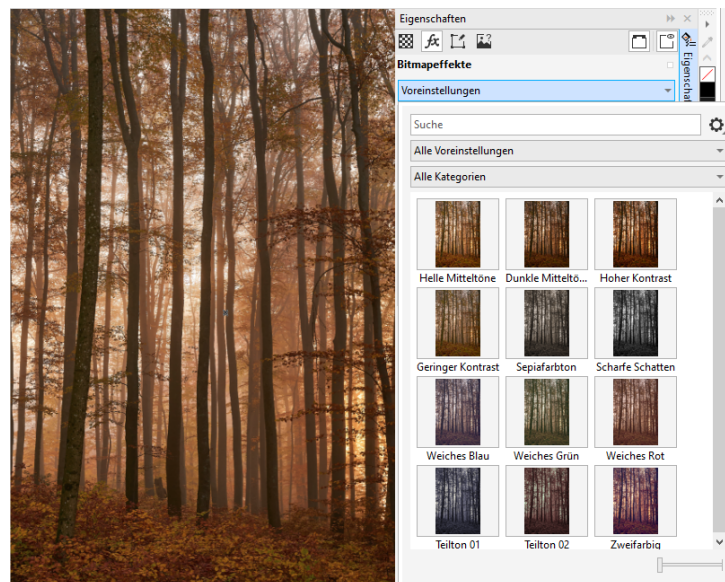 Eigenschaften
Bitmapeffekte
Eigenschaf
Voreinstellungen
Suche
Alle Voreinstellungen
Alle Kategorien
Helle Mitteltöne Dunkle Mitteltö... Hoher Kontrast
Geringer Kontrast Sepiafarbton Scharfe Schatten
Weiches Blau Weiches Grün Weiches Rot
Teilton 01 Teilton 02 Zweifarbig